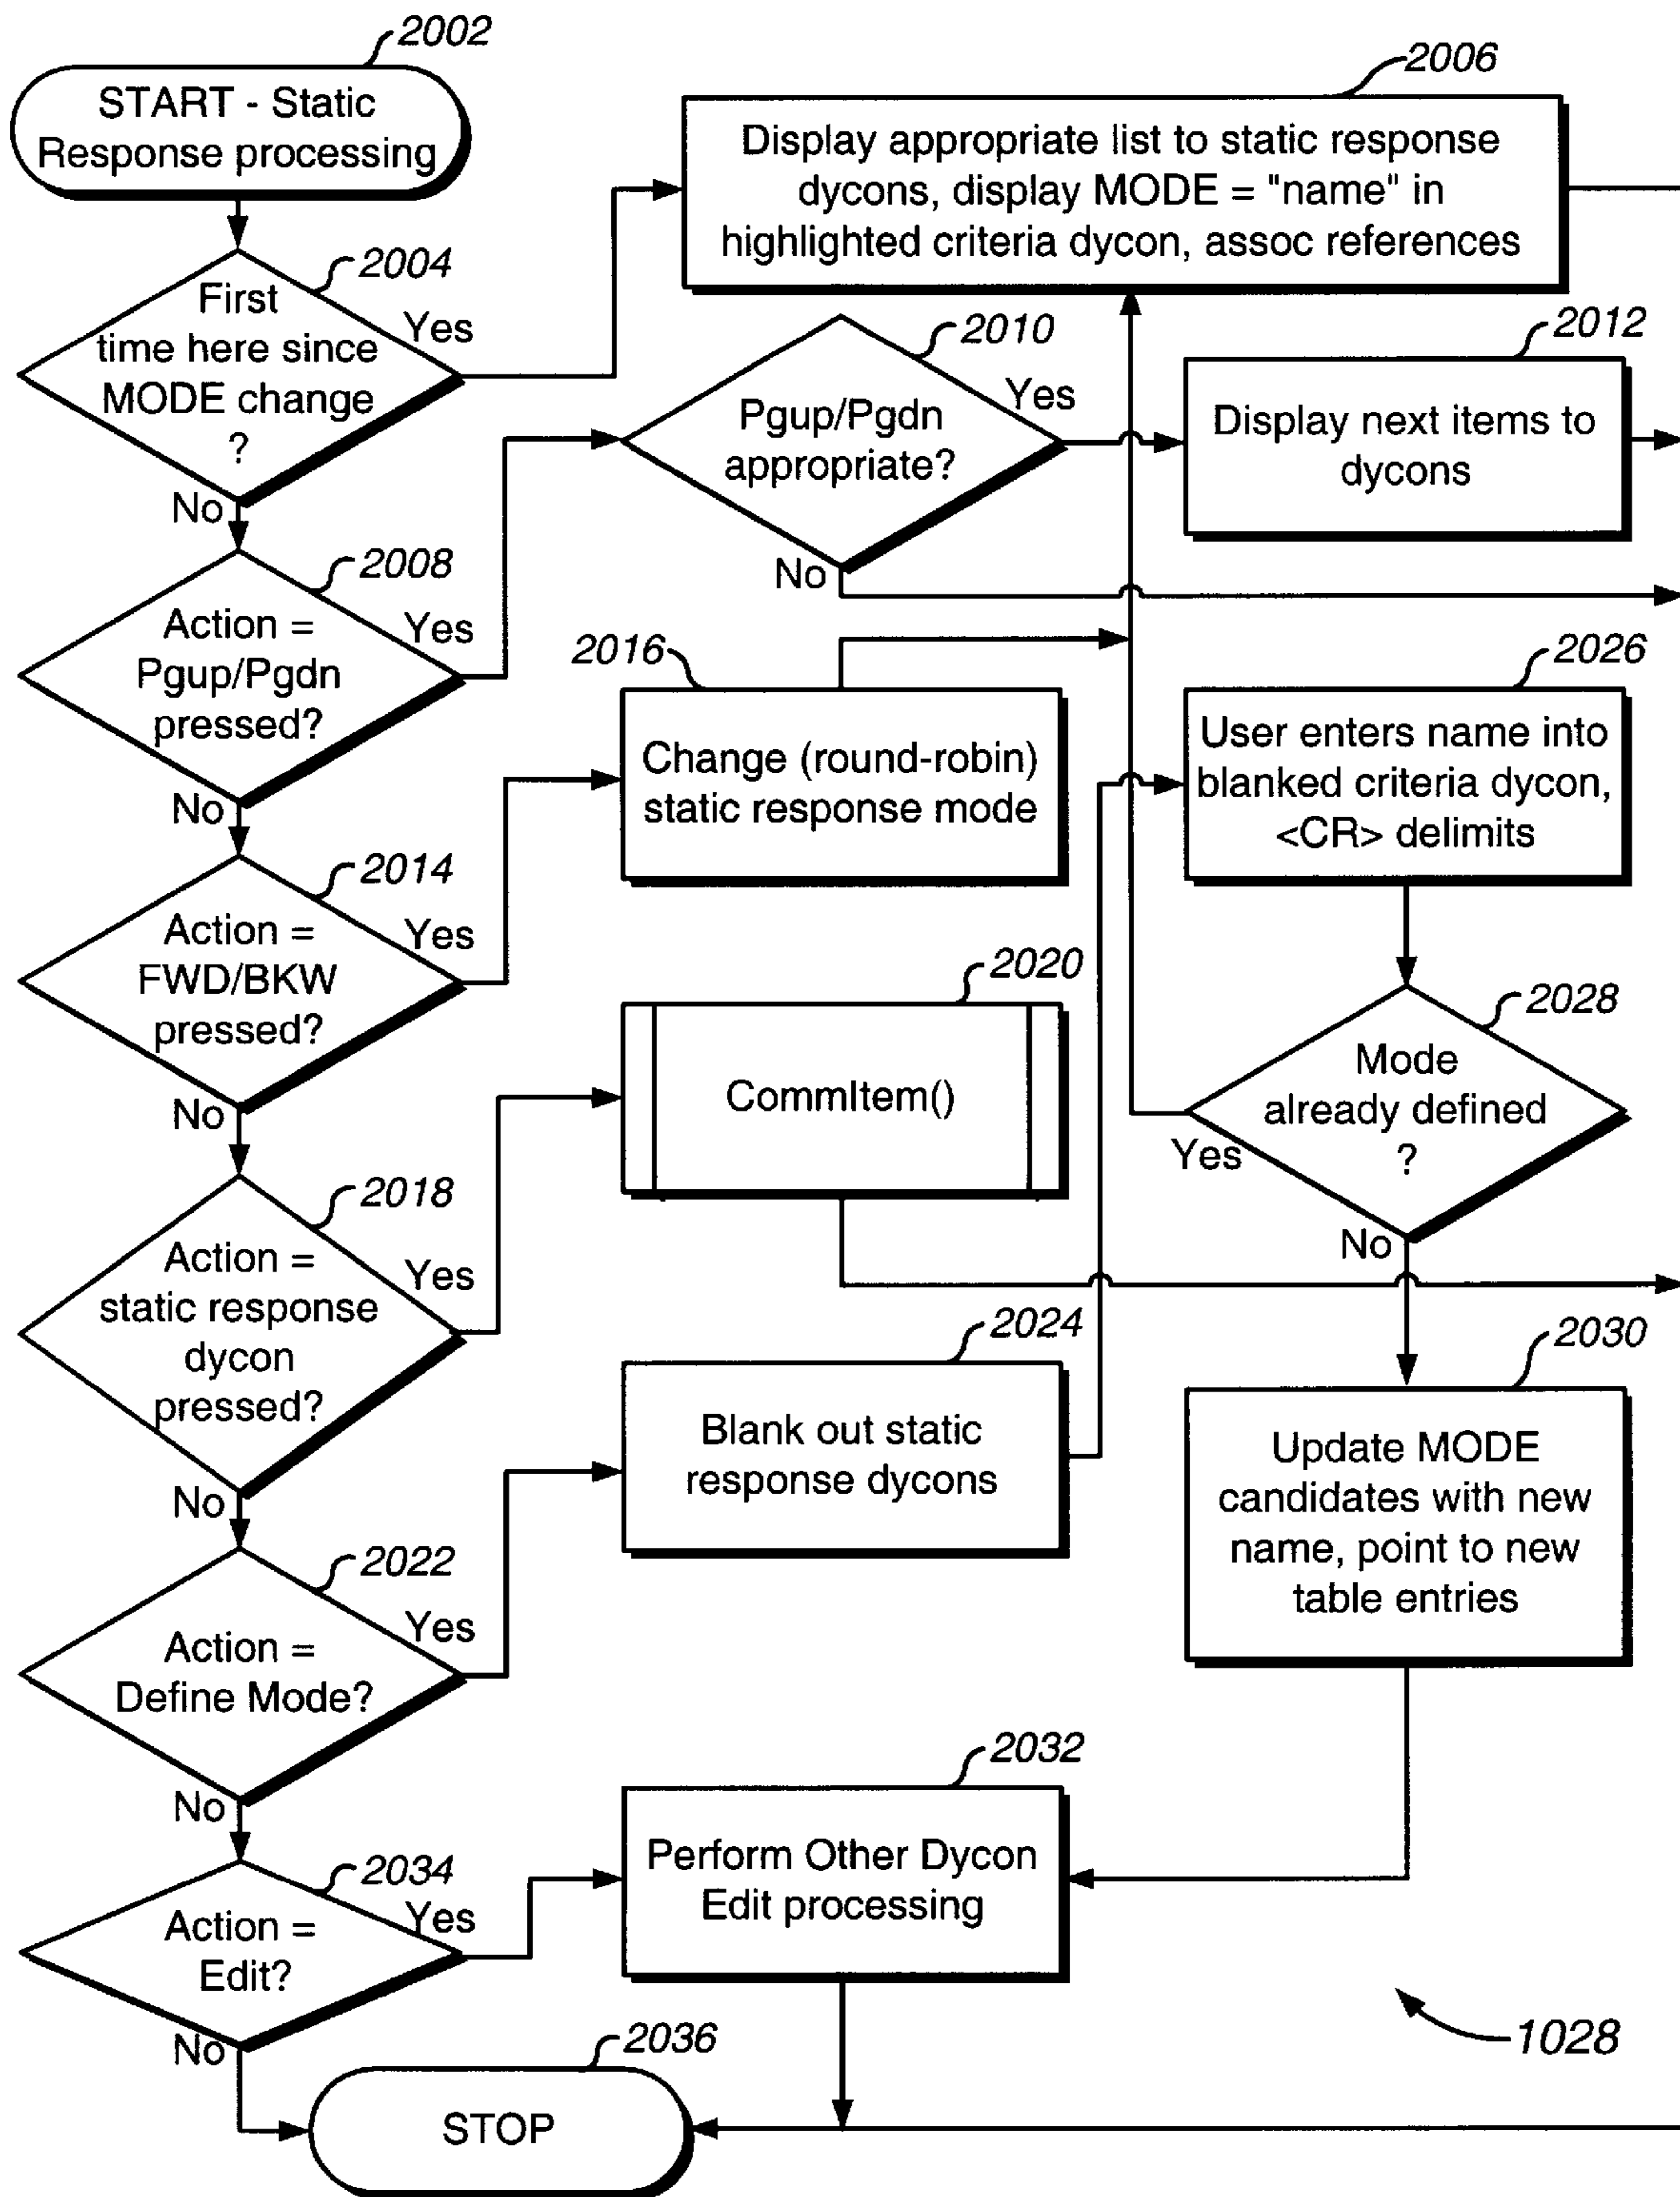 2002
START - Static
Response processing
2004
First
time here since
MODE change
?
Yes
No
2006
Display appropriate list to static response
dycons, display MODE = "name" in
highlighted criteria dycon, assoc references
2008
Action =
Pgup/Pgdn
pressed?
Yes
No
2010
Pgup/Pgdn
appropriate?
Yes
No
2012
Display next items to
dycons
2014
Action =
FWD/BKW
pressed?
Yes
No
2016
Change (round-robin)
static response mode
2018
Action =
static response
dycon
pressed?
Yes
No
2020
CommItem()
2022
Action =
Define Mode?
Yes
No
2024
Blank out static
response dycons
2026
User enters name into
blanked criteria dycon,
<CR> delimits
2028
Mode
already defined
?
Yes
No
2030
Update MODE
candidates with new
name, point to new
table entries
2032
Perform Other Dycon
Edit processing
2034
Action =
Edit?
Yes
No
2036
STOP
1028